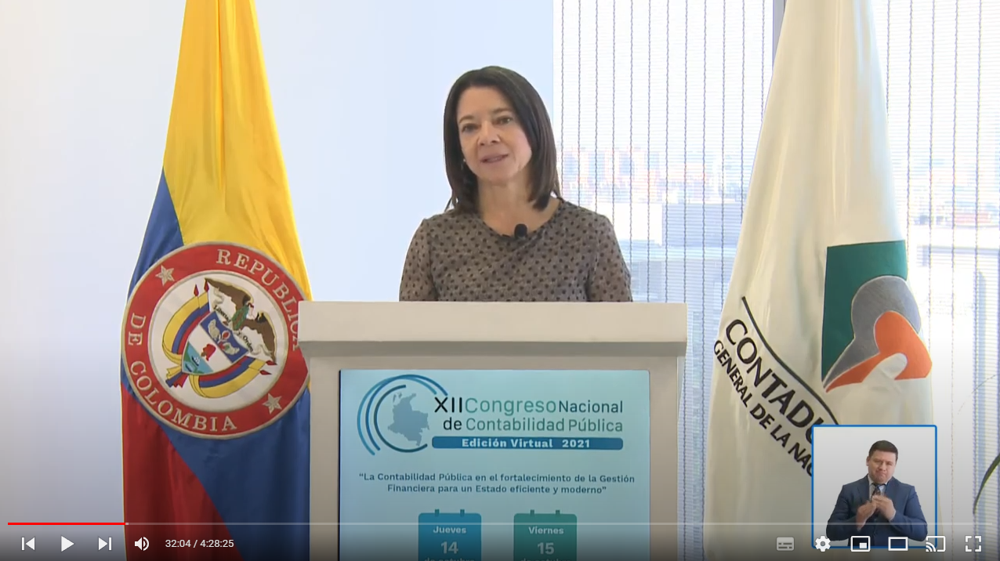 REPUBLICA
DE COLOMBIA
CONTADU
GENERAL DE LA NAC
XII Congreso Nacional
de Contabilidad Pública
Edición Virtual 2021
"La Contabilidad Pública en el fortalecimiento de la Gestión
Financiera para un Estado eficiente y moderno"
Jueves
14
Viernes
15
32:04 / 4:28:25